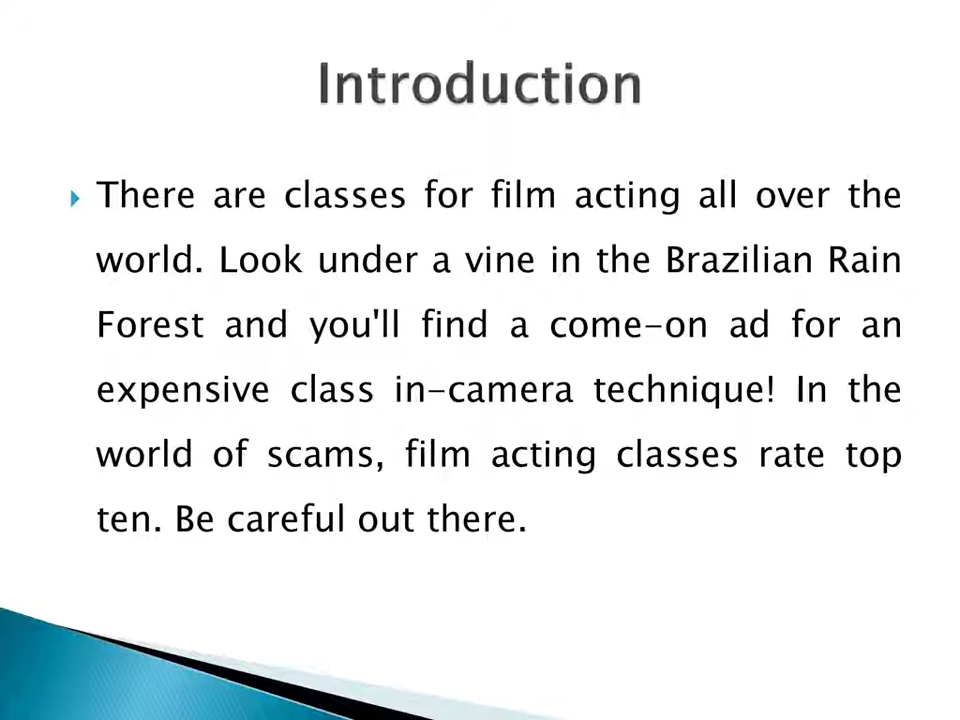 Introduction
There are classes for film acting all over the
world. Look under a vine in the Brazilian Rain
Forest and you'll find a come-on ad for an
expensive class in-camera technique! In the
world of scams, film acting classes rate top
ten. Be careful out there.